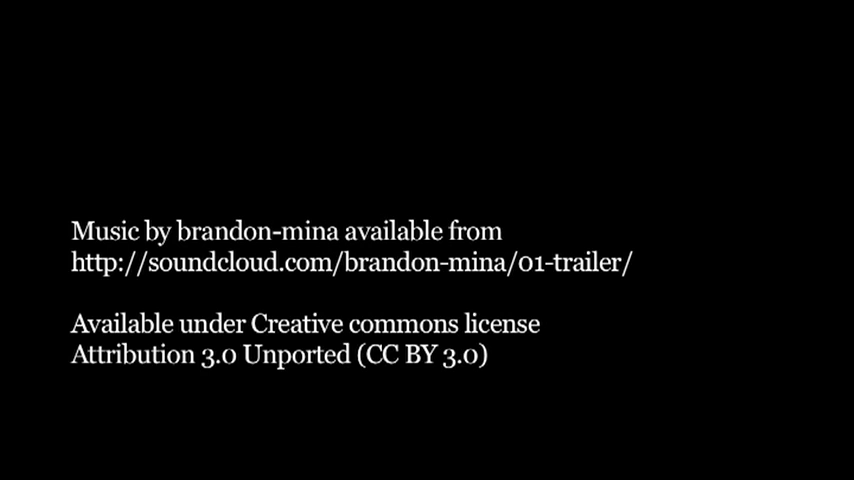 Music by brandon-mina available from
http://soundcloud.com/brandon-mina/01-trailer/
Available under Creative commons license
Attribution 3.0 Unported (CC BY 3.0)